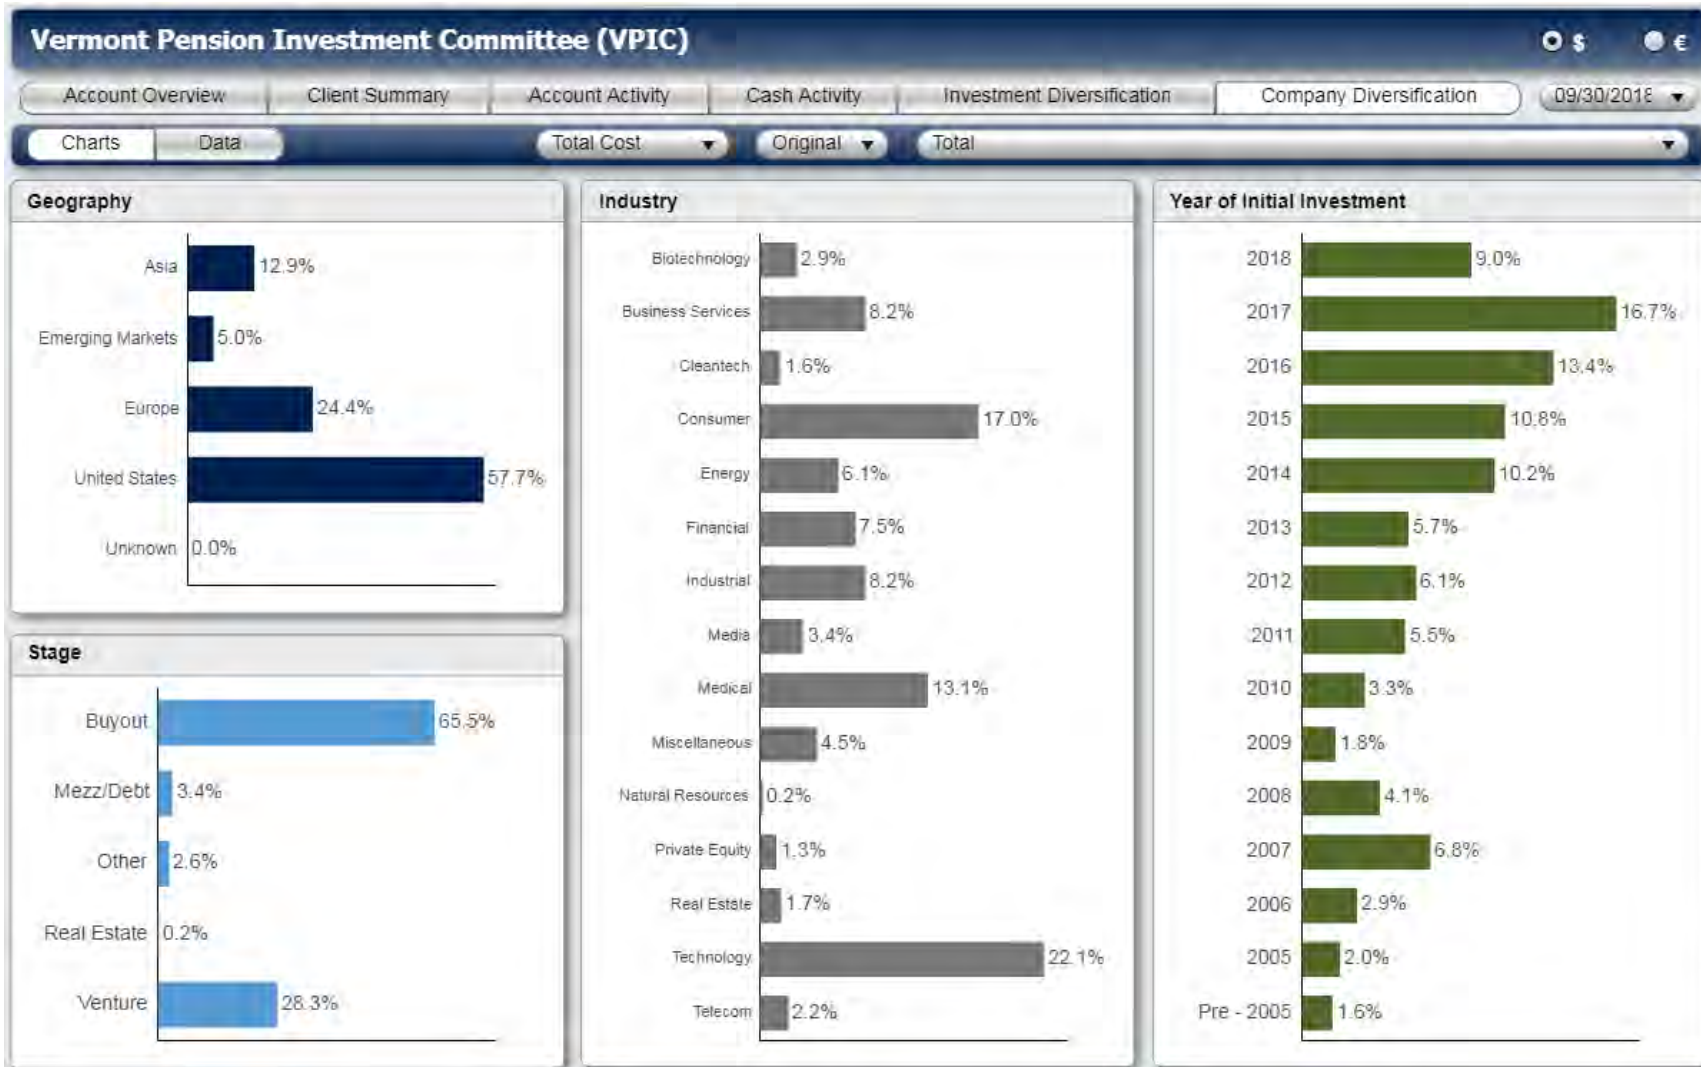 Vermont Pension Investment Committee (VPIC)
$ €
Account Overview Client Summary Account Activity Cash Activity Investment Diversification Company Diversification 09/30/2018
Charts Data Total Cost Original Total
Geography
Asia 12.9%
Emerging Markets 5.0%
Europe 24.4%
United States 57.7%
Unknown 0.0%
Stage
Buyout 65.5%
Mezz/Debt 3.4%
Other 2.6%
Real Estate 0.2%
Venture 28.3%
Industry
Biotechnology 2.9%
Business Services 8.2%
Cleantech 1.6%
Consumer 17.0%
Energy 6.1%
Financial 7.5%
Industrial 8.2%
Media 3.4%
Medical 13.1%
Miscellaneous 4.5%
Natural Resources 0.2%
Private Equity 1.3%
Real Estate 1.7%
Technology 22.1%
Telecom 2.2%
Year of Initial Investment
2018 9.0%
2017 16.7%
2016 13.4%
2015 10.8%
2014 10.2%
2013 5.7%
2012 6.1%
2011 5.5%
2010 3.3%
2009 1.8%
2008 4.1%
2007 6.8%
2006 2.9%
2005 2.0%
Pre - 2005 1.6%